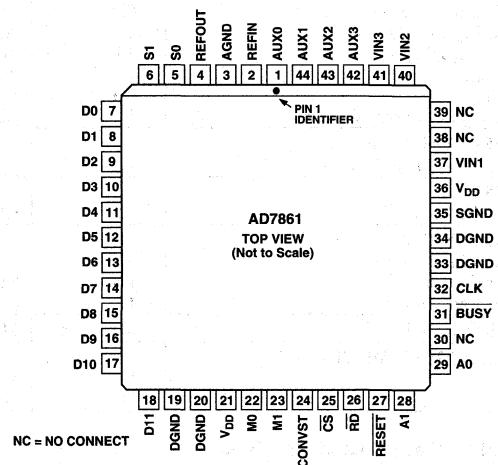 S1 S0 REFOUT AGND REFIN AUX0 AUX1 AUX2 AUX3 VIN3 VIN2
6 5 4 3 2 1 44 43 42 41 40
PIN 1
IDENTIFIER
D0 7
D1 8
D2 9
D3 10
D4 11
D5 12
D6 13
D7 14
D8 15
D9 16
D10 17
AD7861
TOP VIEW
(Not to Scale)
39 NC
38 NC
37 VIN1
36 VDD
35 SGND
34 DGND
33 DGND
32 CLK
31 BUSY
30 NC
29 A0
18 19 20 21 22 23 24 25 26 27 28
D11 DGND DGND VDD M0 M1 CONVST CS RD RESET A1
NC = NO CONNECT